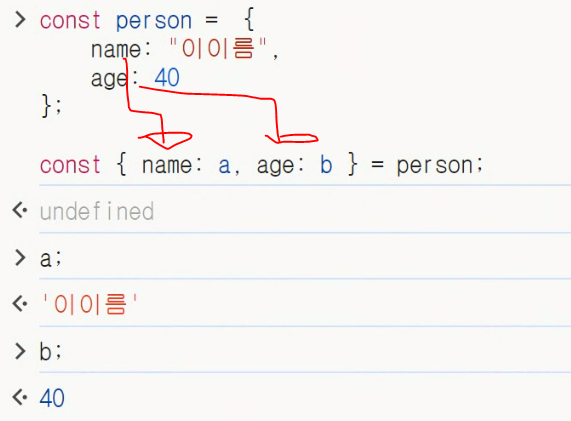 > const person = {
name: "이이름",
age: 40
};
const { name: a, age: b } = person;
<· undefined
> a;
<· '이이름'
> b;
<· 40